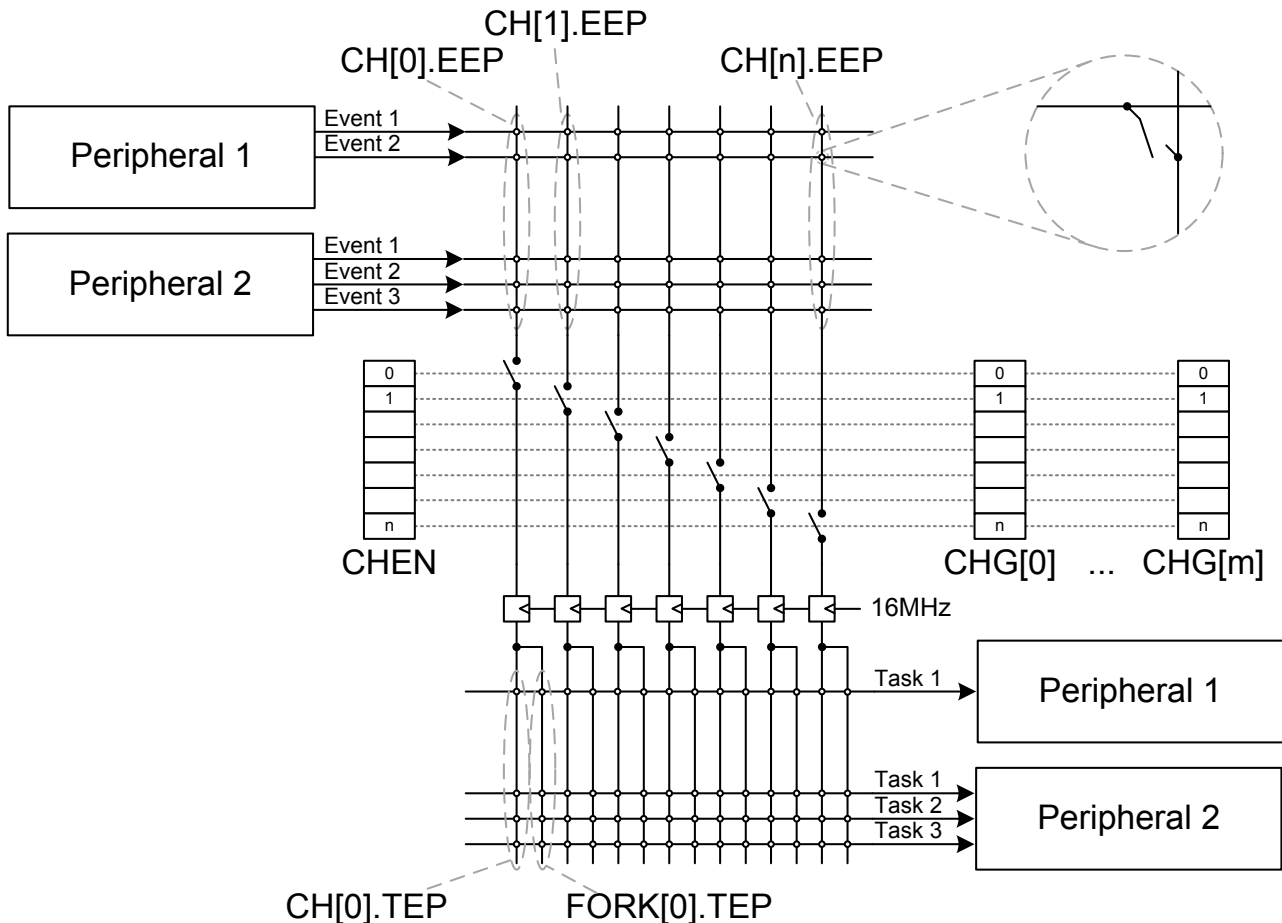 CH[1].EEP
CH[0].EEP
CH[n].EEP
Peripheral 1
Event 1
Event 2
Peripheral 2
Event 1
Event 2
Event 3
0
1
n
CHEN
0
1
n
CHG[0]
...
0
1
n
CHG[m]
16MHz
Task 1
Peripheral 1
Task 1
Task 2
Task 3
Peripheral 2
CH[0].TEP
FORK[0].TEP